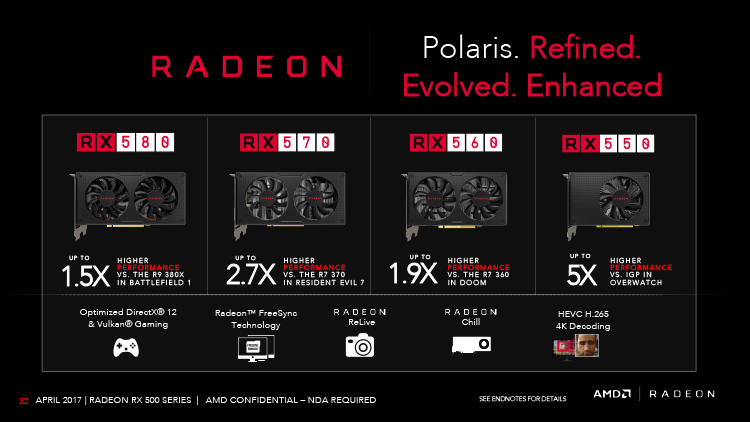 RADEON
Polaris. Refined.
Evolved. Enhanced
RX 580
RX 570
RX 560
RX 550
UP TO
1.5X
HIGHER
PERFORMANCE
VS. THE R9 380X
IN BATTLEFIELD 1
UP TO
2.7X
HIGHER
PERFORMANCE
VS. THE R7 370
IN RESIDENT EVIL 7
UP TO
1.9X
HIGHER
PERFORMANCE
VS. THE R7 360
IN DOOM
UP TO
5X
HIGHER
PERFORMANCE
VS. IGP IN
OVERWATCH
Optimized DirectX® 12
& Vulkan® Gaming
Radeon™ FreeSync
Technology
RADEON
ReLive
RADEON
Chill
HEVC H.265
4K Decoding
32 APRIL 2017 | RADEON RX 500 SERIES | AMD CONFIDENTIAL – NDA REQUIRED
SEE ENDNOTES FOR DETAILS
AMD | RADEON